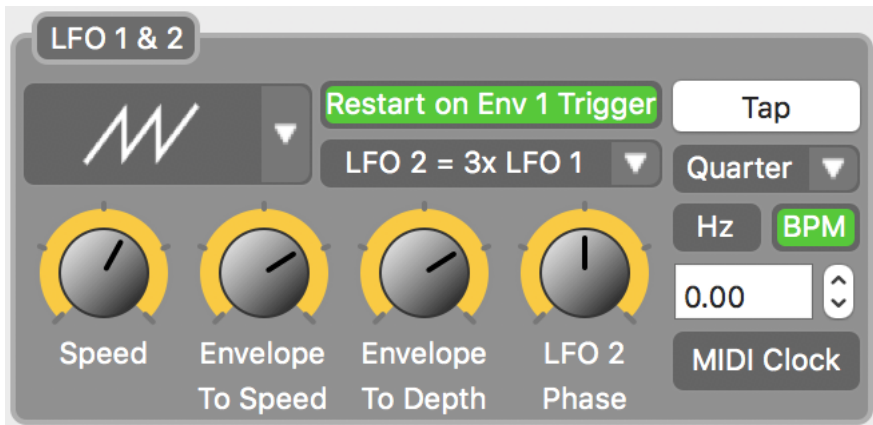 LFO 1 & 2
Restart on Env 1 Trigger
Tap
LFO 2 = 3x LFO 1
Quarter
Hz
BPM
0.00
Speed
Envelope
To Speed
Envelope
To Depth
LFO 2
Phase
MIDI Clock